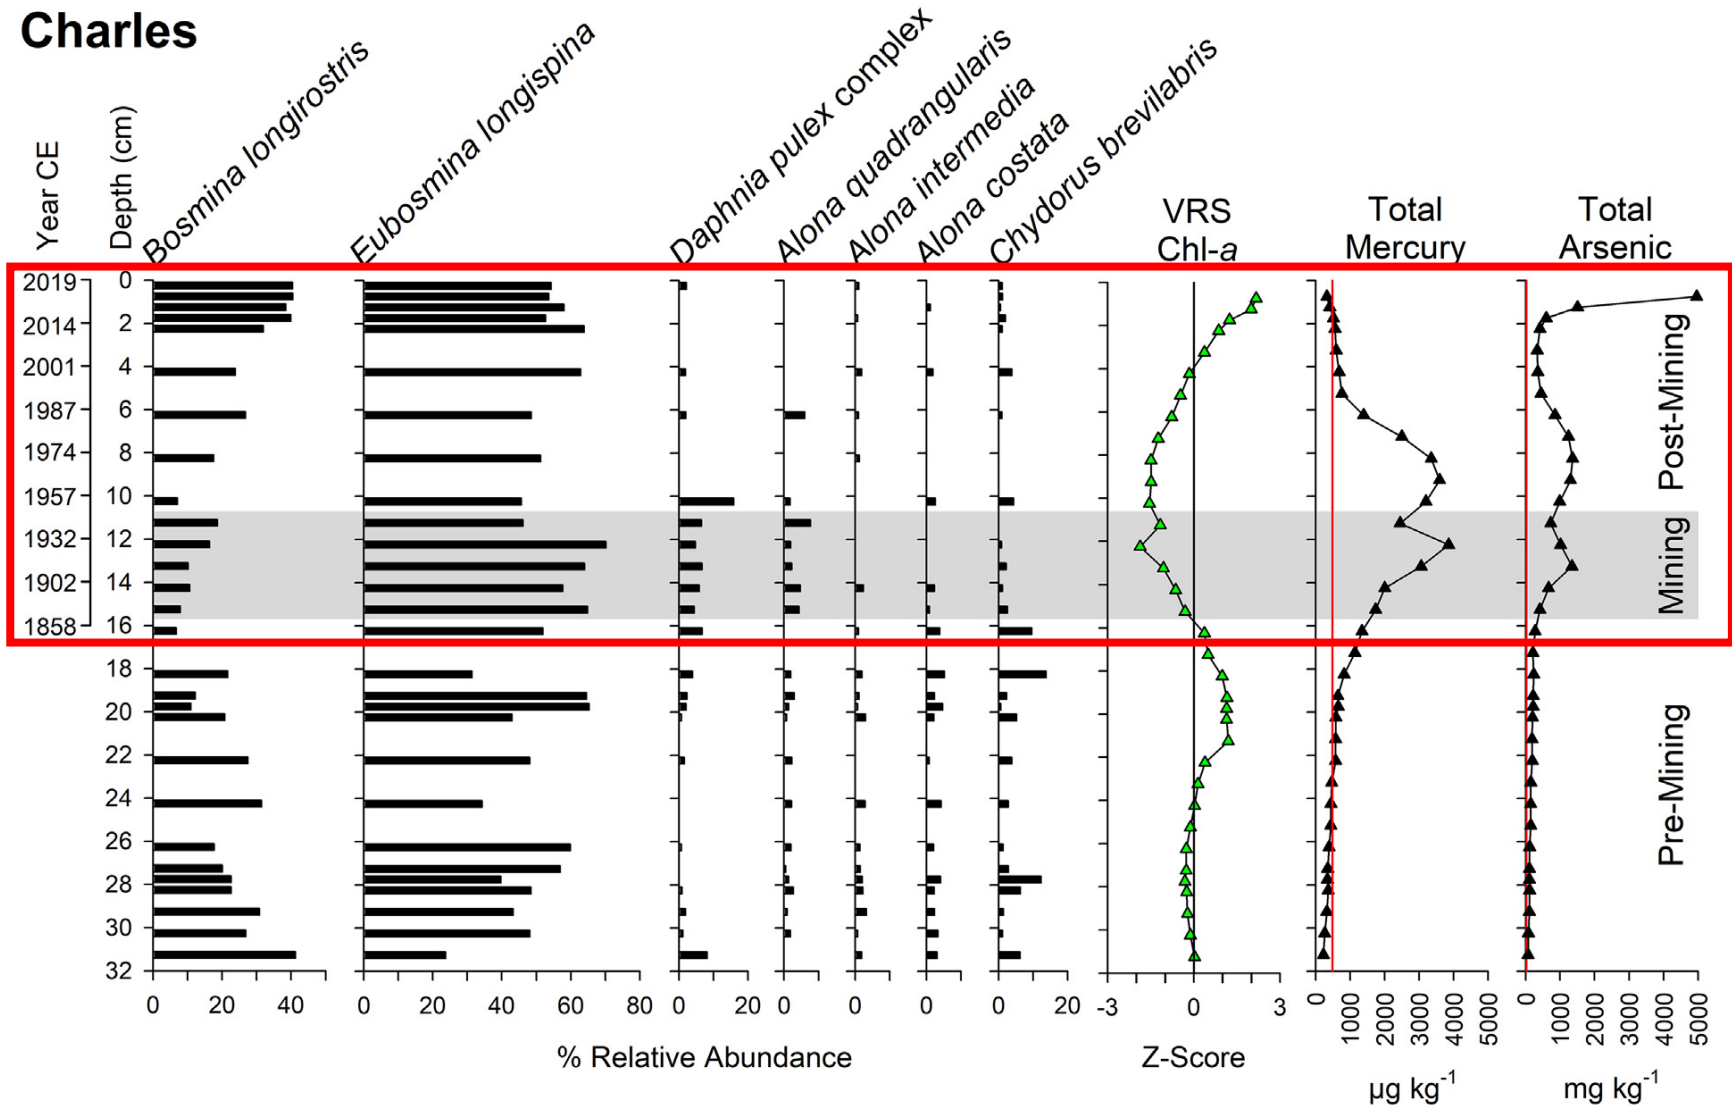 Charles
Year CE
Depth (cm)
Bosmina longirostris
Eubosmina longispina
Daphnia pulex complex
Alona quadrangularis
Alona intermedia
Alona costata
Chydorus brevilabris
VRS
Chl-a
Total
Mercury
Total
Arsenic
2019
2014
2001
1987
1974
1957
1932
1902
1858
0
2
4
6
8
10
12
14
16
18
20
22
24
26
28
30
32
Post-Mining
Mining
Pre-Mining
0 20 40
0 20 40 60 80
0 20
0
0
0
0 20
-3 0 3
0 1000 2000 3000 4000 5000
0 1000 2000 3000 4000 5000
% Relative Abundance
Z-Score
µg kg-1
mg kg-1